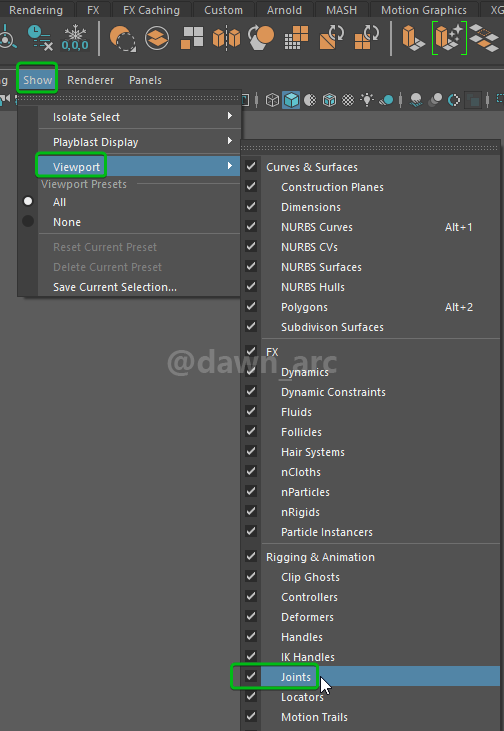 Rendering FX FX Caching Custom Arnold MASH Motion Graphics XG
0,0,0
ng Show Renderer Panels
Isolate Select
Playblast Display
Viewport
Viewport Presets
All
None
Reset Current Preset
Delete Current Preset
Save Current Selection...
Curves & Surfaces
Construction Planes
Dimensions
NURBS Curves Alt+1
NURBS CVs
NURBS Surfaces
NURBS Hulls
Polygons Alt+2
Subdivison Surfaces
FX
@dawn_arc
Dynamics
Dynamic Constraints
Fluids
Follicles
Hair Systems
nCloths
nParticles
nRigids
Particle Instancers
Rigging & Animation
Clip Ghosts
Controllers
Deformers
Handles
IK Handles
Joints
Locators
Motion Trails